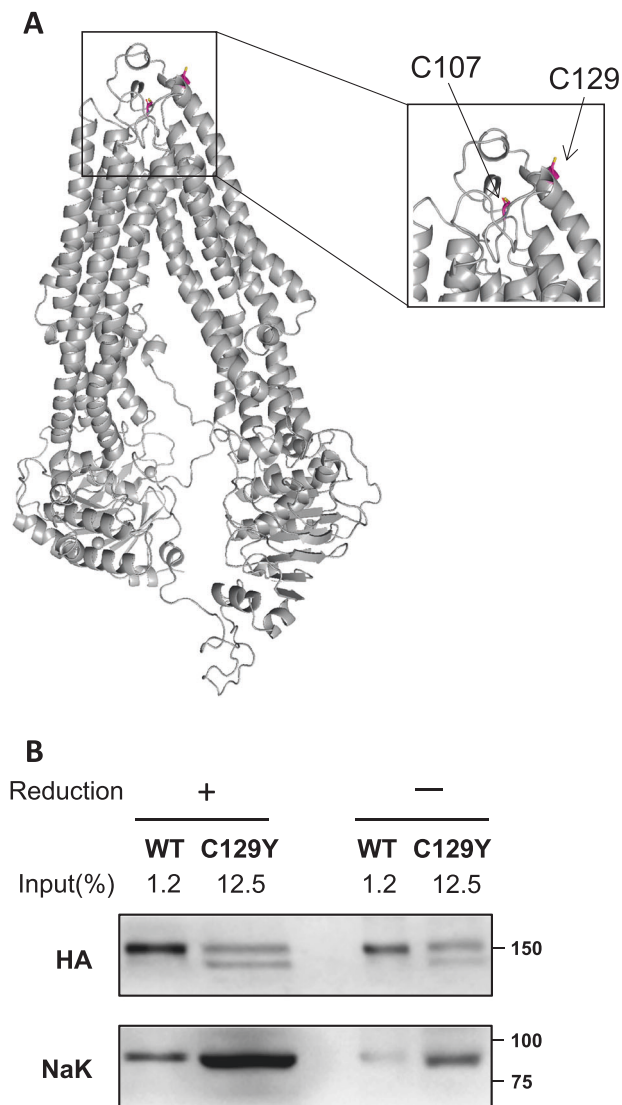 A
C107
C129
B
Reduction + —
WT C129Y WT C129Y
Input(%) 1.2 12.5 1.2 12.5
HA 150
NaK 100
75